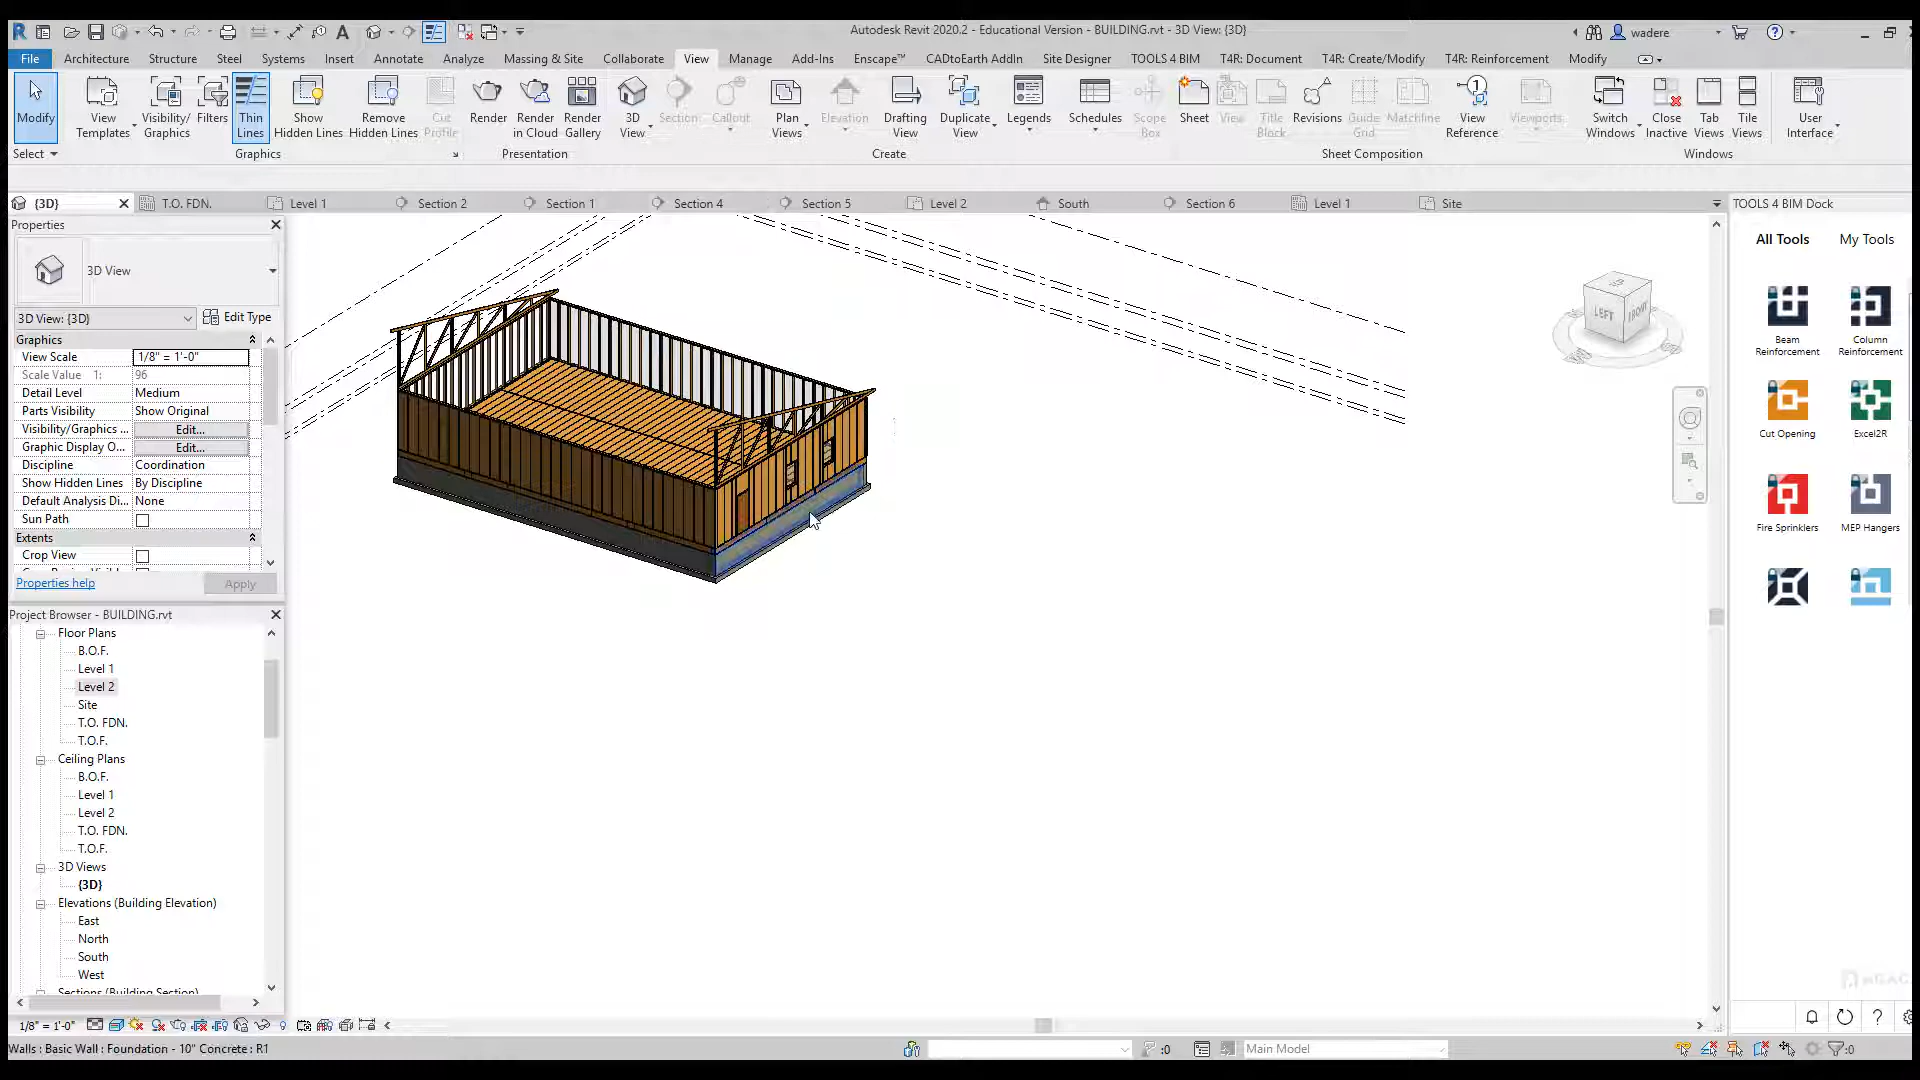 Autodesk Revit 2020.2 - Educational Version - BUILDING.rvt - 3D View: {3D}
wadere
File Architecture Structure Steel Systems Insert Annotate Analyze Massing & Site Collaborate View Manage Add-Ins Enscape™ CADtoEarth AddIn Site Designer TOOLS 4 BIM T4R: Document T4R: Create/Modify T4R: Reinforcement Modify
Modify
View Templates
Visibility/ Graphics
Filters
Thin Lines
Show Hidden Lines
Remove Hidden Lines
Cut Profile
Render
Render in Cloud
Render Gallery
3D View
Section
Callout
Plan Views
Elevation
Drafting View
Duplicate View
Legends
Schedules
Scope Box
Sheet
View
Title Block
Revisions
Guide Grid
Matchline
View Reference
Viewports
Switch Windows
Close Inactive
Tab Views
Tile Views
User Interface
Select Graphics Presentation Create Sheet Composition Windows
{3D} T.O. FDN. Level 1 Section 2 Section 1 Section 4 Section 5 Level 2 South Section 6 Level 1 Site
Properties
3D View
3D View: {3D} Edit Type
Graphics
View Scale 1/8" = 1'-0"
Scale Value 1: 96
Detail Level Medium
Parts Visibility Show Original
Visibility/Graphics ... Edit...
Graphic Display O... Edit...
Discipline Coordination
Show Hidden Lines By Discipline
Default Analysis Di... None
Sun Path
Extents
Crop View
Properties help Apply
Project Browser - BUILDING.rvt
Floor Plans
B.O.F.
Level 1
Level 2
Site
T.O. FDN.
T.O.F.
Ceiling Plans
B.O.F.
Level 1
Level 2
T.O. FDN.
T.O.F.
3D Views
{3D}
Elevations (Building Elevation)
East
North
South
West
Sections (Building Section)
LEFT FRONT
TOOLS 4 BIM Dock
All Tools My Tools
Beam Reinforcement
Column Reinforcement
Cut Opening
Excel2R
Fire Sprinklers
MEP Hangers
1/8" = 1'-0"
Walls : Basic Wall : Foundation - 10" Concrete : R1
:0
Main Model
:0